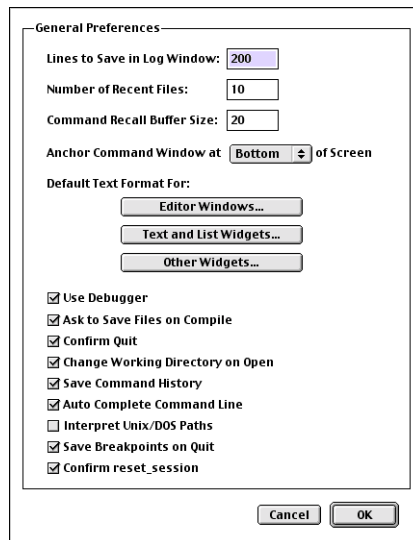 General Preferences
Lines to Save in Log Window: 200
Number of Recent Files: 10
Command Recall Buffer Size: 20
Anchor Command Window at Bottom of Screen
Default Text Format For:
Editor Windows...
Text and List Widgets...
Other Widgets...
Use Debugger
Ask to Save Files on Compile
Confirm Quit
Change Working Directory on Open
Save Command History
Auto Complete Command Line
Interpret Unix/DOS Paths
Save Breakpoints on Quit
Confirm reset_session
Cancel OK